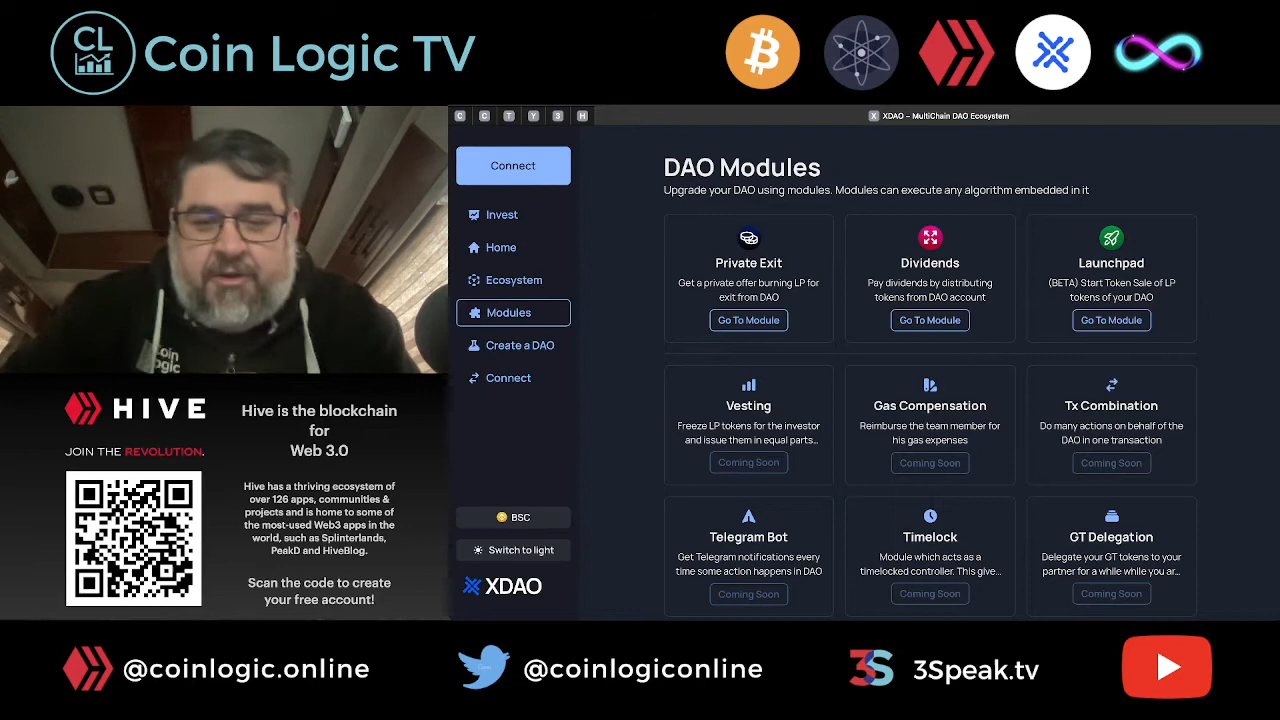 CL
Coin Logic TV
C
C
T
Y
3
H
X
XDAO – MultiChain DAO Ecosystem
Connect
Invest
Home
Ecosystem
Modules
Create a DAO
Connect
BSC
Switch to light
XDAO
DAO Modules
Upgrade your DAO using modules. Modules can execute any algorithm embedded in it
Private Exit
Get a private offer burning LP for
exit from DAO
Go To Module
Dividends
Pay dividends by distributing
tokens from DAO account
Go To Module
Launchpad
(BETA) Start Token Sale of LP
tokens of your DAO
Go To Module
Vesting
Freeze LP tokens for the investor
and issue them in equal parts...
Coming Soon
Gas Compensation
Reimburse the team member for
his gas expenses
Coming Soon
Tx Combination
Do many actions on behalf of the
DAO in one transaction
Coming Soon
Telegram Bot
Get Telegram notifications every
time some action happens in DAO
Coming Soon
Timelock
Module which acts as a
timelocked controller. This give...
Coming Soon
GT Delegation
Delegate your GT tokens to your
partner for a while while you ar...
Coming Soon
Coin
Logic
HIVE
JOIN THE REVOLUTION.
Hive is the blockchain
for
Web 3.0
Hive has a thriving ecosystem of
over 126 apps, communities &
projects and is home to some of
the most-used Web3 apps in the
world, such as Splinterlands,
PeakD and HiveBlog.
Scan the code to create
your free account!
@coinlogic.online
@coinlogiconline
3S
3Speak.tv